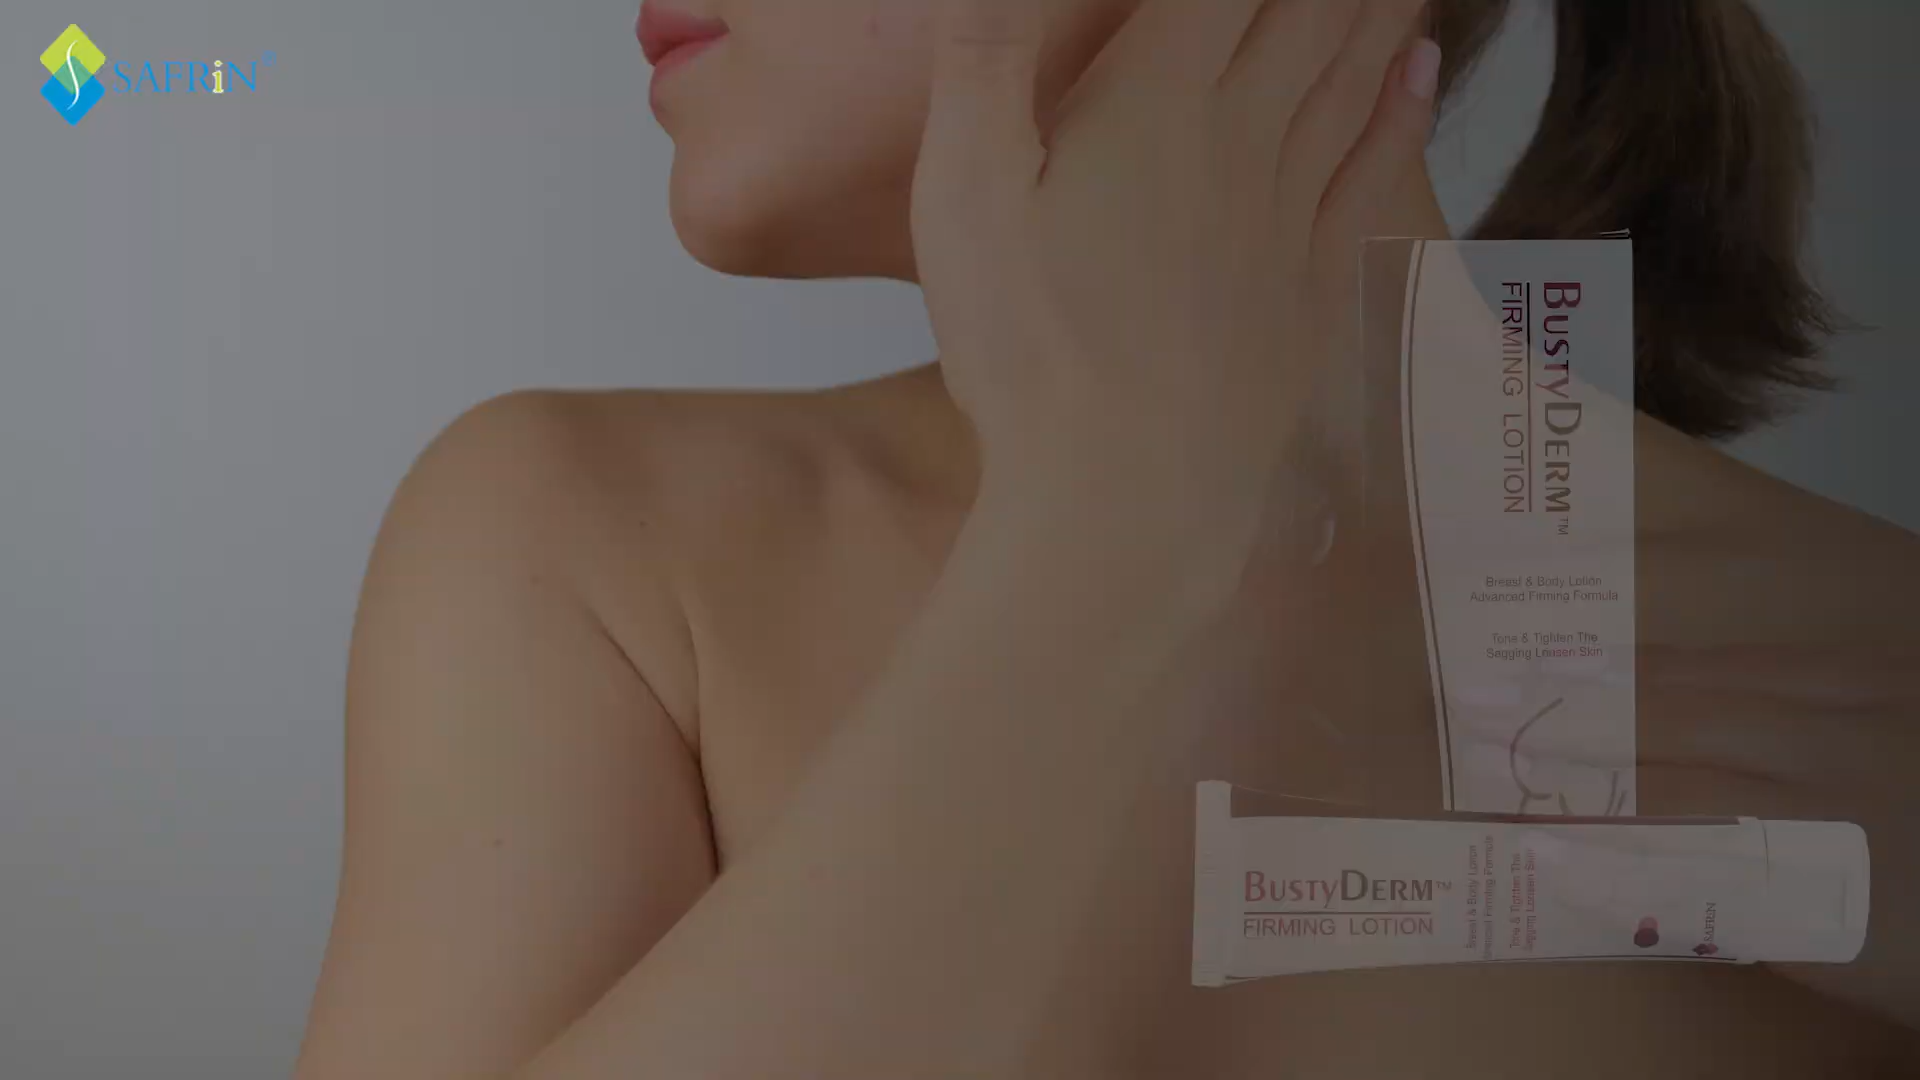 SAFRiN®
BUSTYDERM™
FIRMING LOTION
Breast & Body Lotion
Advanced Firming Formula
Tone & Tighten The
Sagging Loosen Skin
BUSTYDERM™
FIRMING LOTION
Breast & Body Lotion
Advanced Firming Formula
Tone & Tighten The
Sagging Loosen Skin
SAFRiN